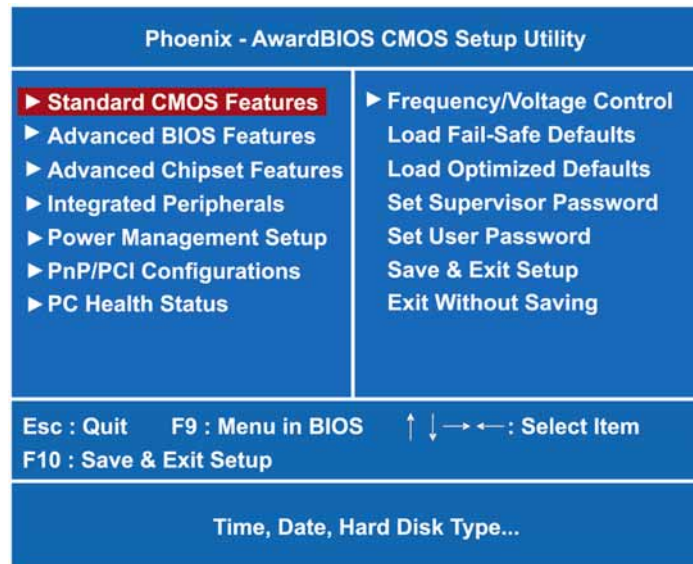 Phoenix - AwardBIOS CMOS Setup Utility
► Standard CMOS Features
► Advanced BIOS Features
► Advanced Chipset Features
► Integrated Peripherals
► Power Management Setup
► PnP/PCI Configurations
► PC Health Status
► Frequency/Voltage Control
Load Fail-Safe Defaults
Load Optimized Defaults
Set Supervisor Password
Set User Password
Save & Exit Setup
Exit Without Saving
Esc : Quit F9 : Menu in BIOS ↑ ↓ → ← : Select Item
F10 : Save & Exit Setup
Time, Date, Hard Disk Type...